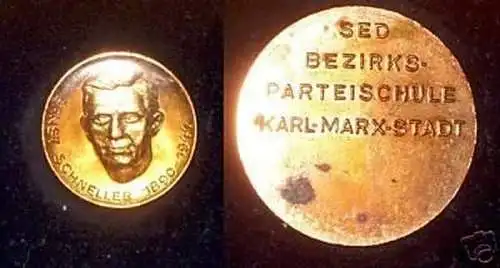 ERNST SCHNELLER 1890-1944
SED
BEZIRKS-
PARTEISCHULE
KARL-MARX-STADT